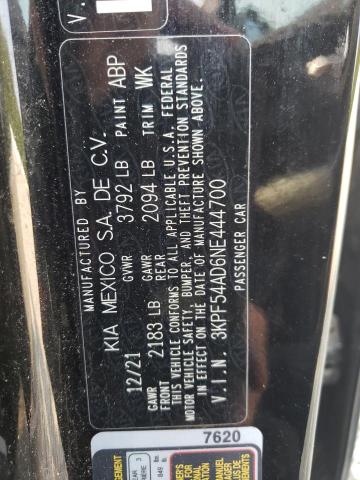 V.
MANUFACTURED BY
KIA MEXICO S.A. DE C.V.
12/21 GVWR 3792 LB PAINT ABP
GAWR FRONT 2183 LB GAWR REAR 2094 LB TRIM WK
THIS VEHICLE CONFORMS TO ALL APPLICABLE U.S.A. FEDERAL
MOTOR VEHICLE SAFETY, BUMPER, AND THEFT PREVENTION STANDARDS
IN EFFECT ON THE DATE OF MANUFACTURE SHOWN ABOVE.
V.I.N. 3KPF54AD6NE444700
PASSENGER CAR
7620